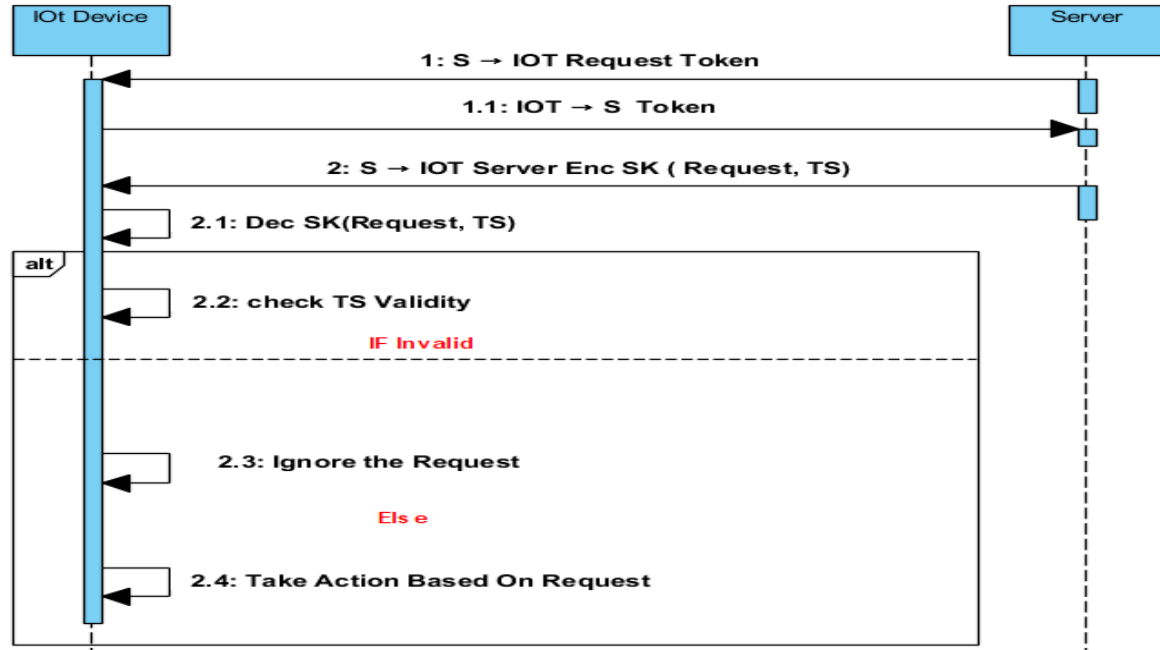 IOt Device
Server
1: S → IOT Request Token
1.1: IOT → S Token
2: S → IOT Server Enc SK ( Request, TS)
2.1: Dec SK(Request, TS)
alt
2.2: check TS Validity
IF Invalid
2.3: Ignore the Request
Else
2.4: Take Action Based On Request